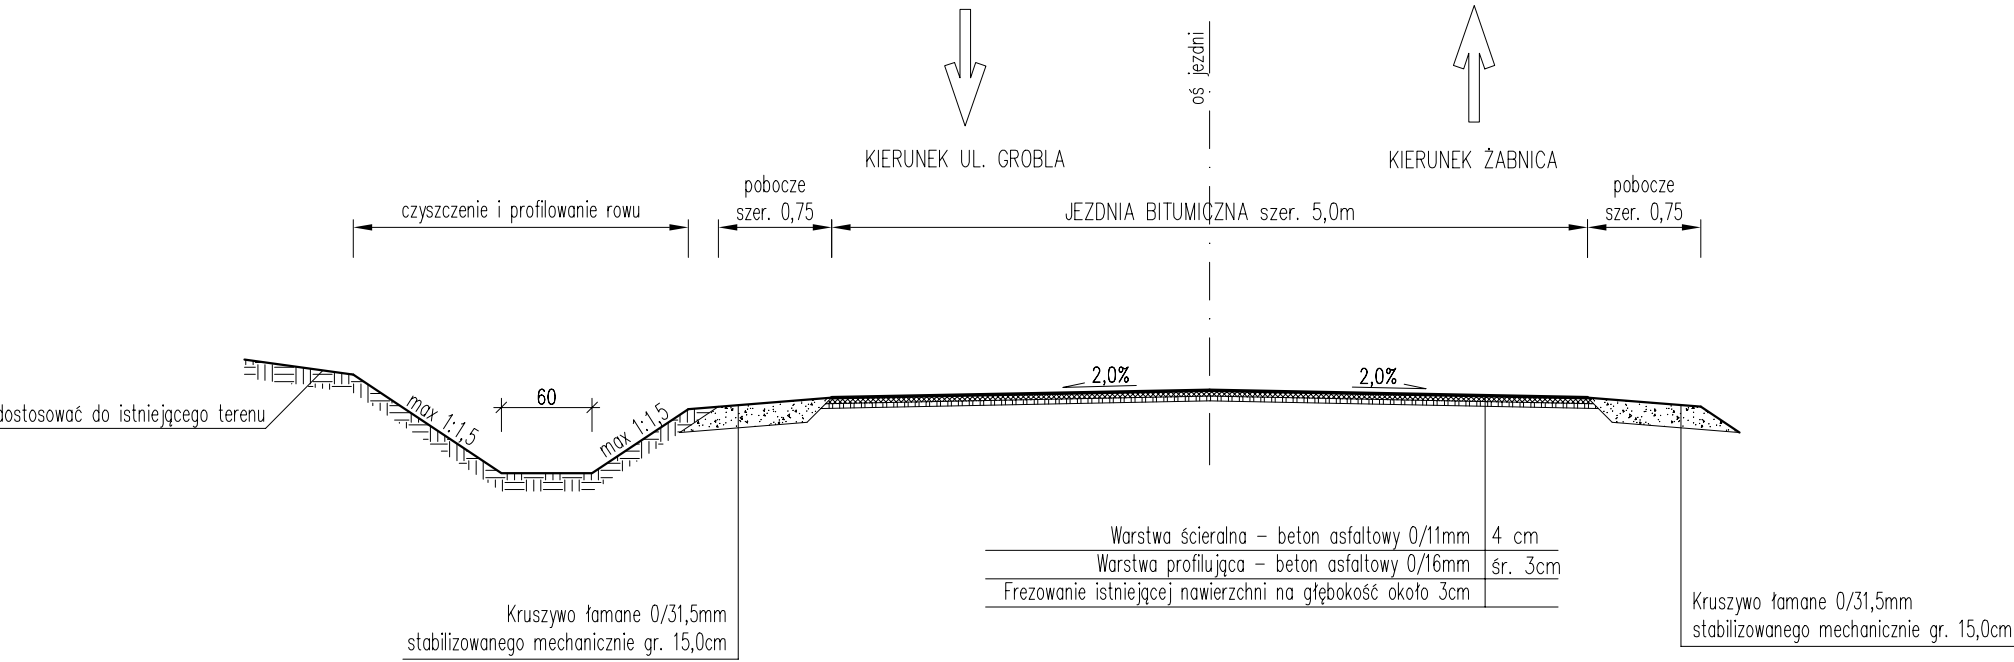 oś jezdni
KIERUNEK UL. GROBLA
KIERUNEK ŻABNICA
czyszczenie i profilowanie rowu
pobocze
szer. 0,75
JEZDNIA BITUMICZNA szer. 5,0m
pobocze
szer. 0,75
2,0%
2,0%
60
max 1:1,5
max 1:1,5
dostosować do istniejącego terenu
Warstwa ścieralna – beton asfaltowy 0/11mm 4 cm
Warstwa profilująca – beton asfaltowy 0/16mm śr. 3cm
Frezowanie istniejącej nawierzchni na głębokość około 3cm
Kruszywo łamane 0/31,5mm
stabilizowanego mechanicznie gr. 15,0cm
Kruszywo łamane 0/31,5mm
stabilizowanego mechanicznie gr. 15,0cm